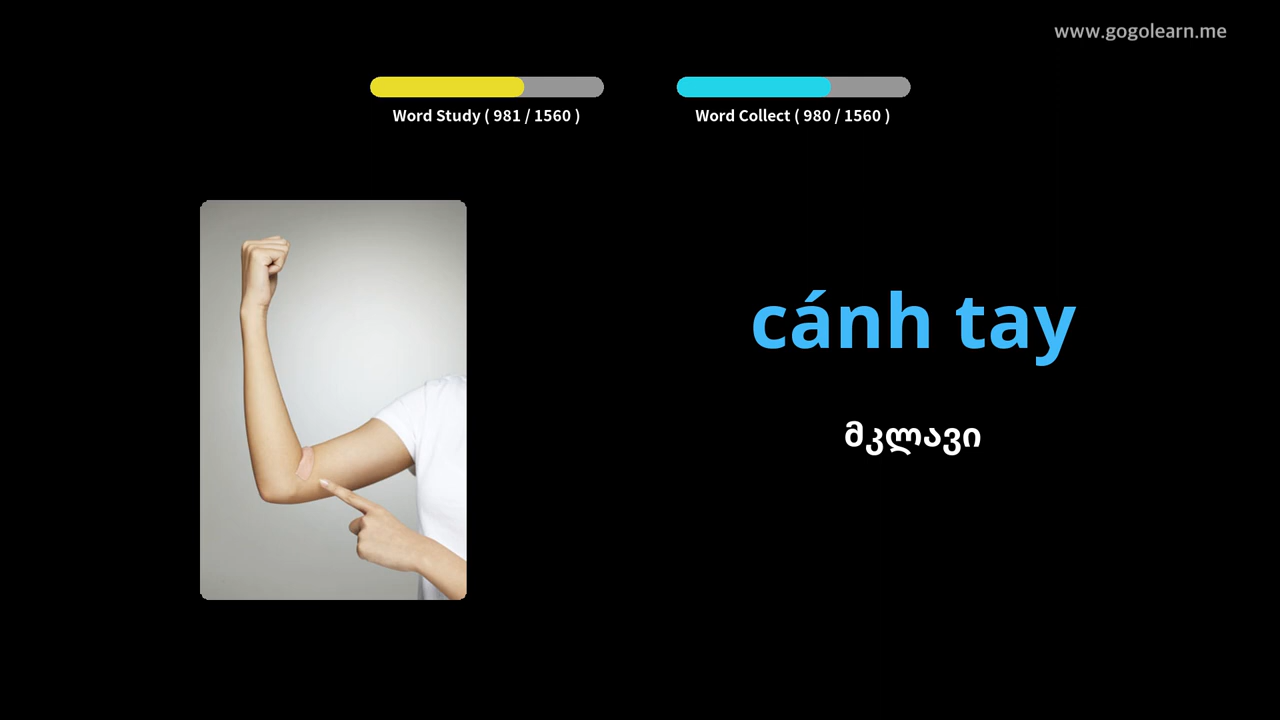 www.gogolearn.me
Word Study ( 981 / 1560 )
Word Collect ( 980 / 1560 )
cánh tay
მკლავი